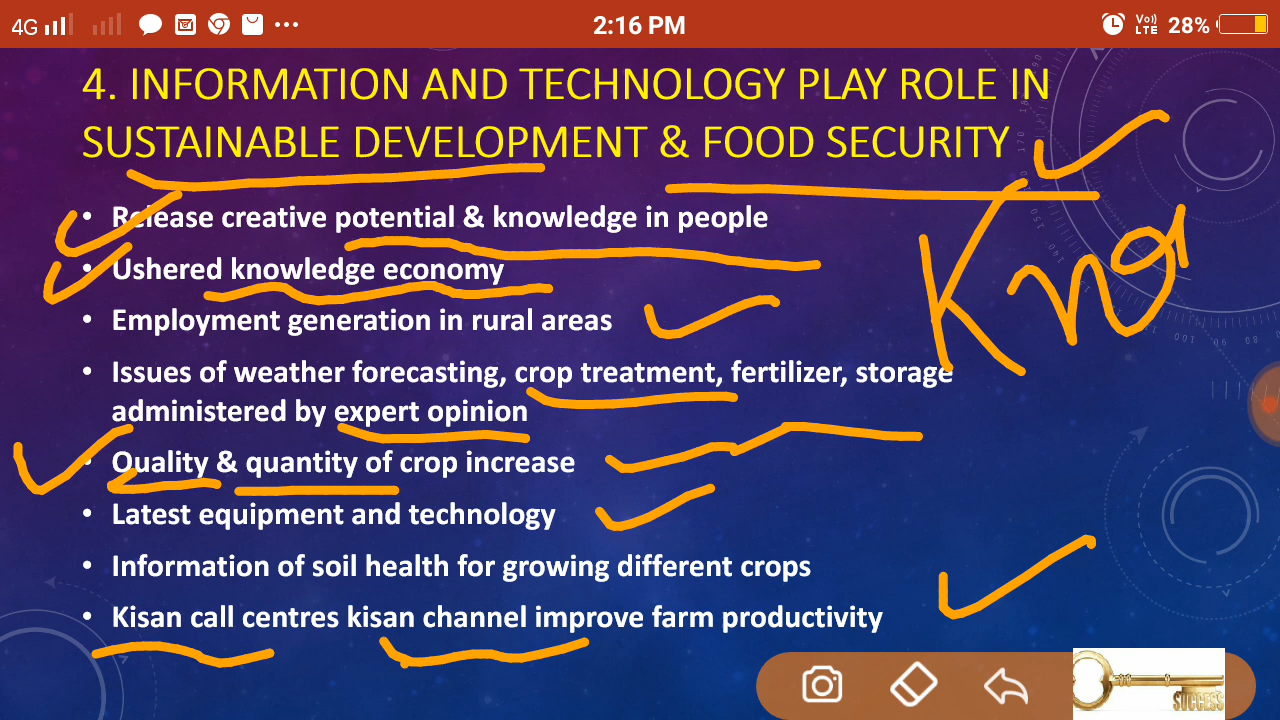 4G 2:16 PM Vo)) LTE 28%
4. INFORMATION AND TECHNOLOGY PLAY ROLE IN
SUSTAINABLE DEVELOPMENT & FOOD SECURITY
• Release creative potential & knowledge in people
• Ushered knowledge economy
• Employment generation in rural areas
• Issues of weather forecasting, crop treatment, fertilizer, storage
administered by expert opinion
• Quality & quantity of crop increase
• Latest equipment and technology
• Information of soil health for growing different crops
• Kisan call centres kisan channel improve farm productivity
SUCCESS